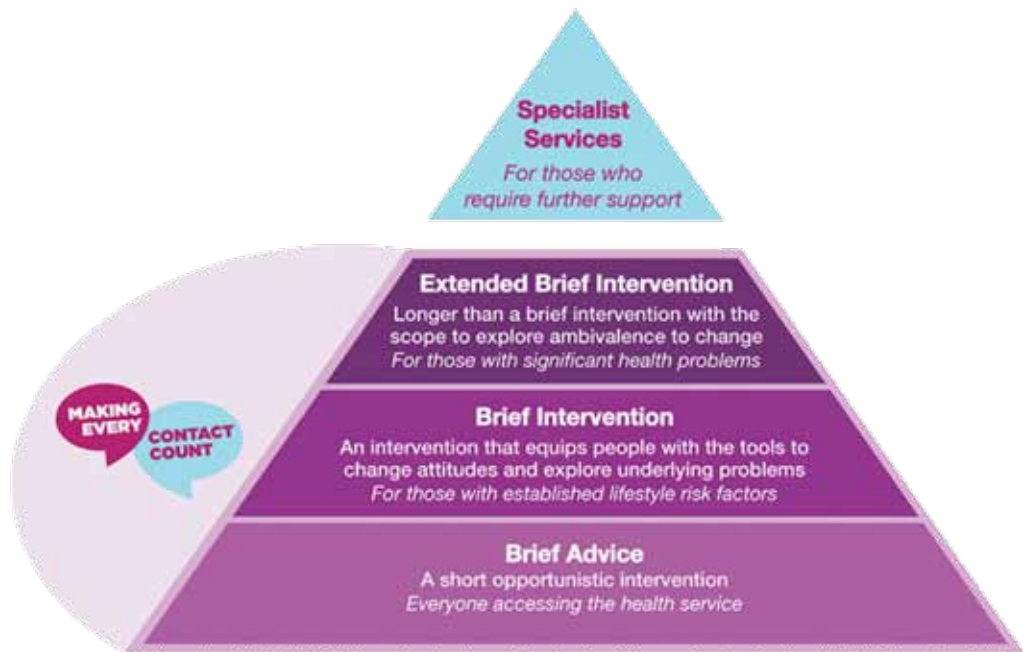 Specialist
Services
For those who
require further support
Extended Brief Intervention
Longer than a brief intervention with the
scope to explore ambivalence to change
For those with significant health problems
MAKING
EVERY
CONTACT
COUNT
Brief Intervention
An intervention that equips people with the tools to
change attitudes and explore underlying problems
For those with established lifestyle risk factors
Brief Advice
A short opportunistic intervention
Everyone accessing the health service